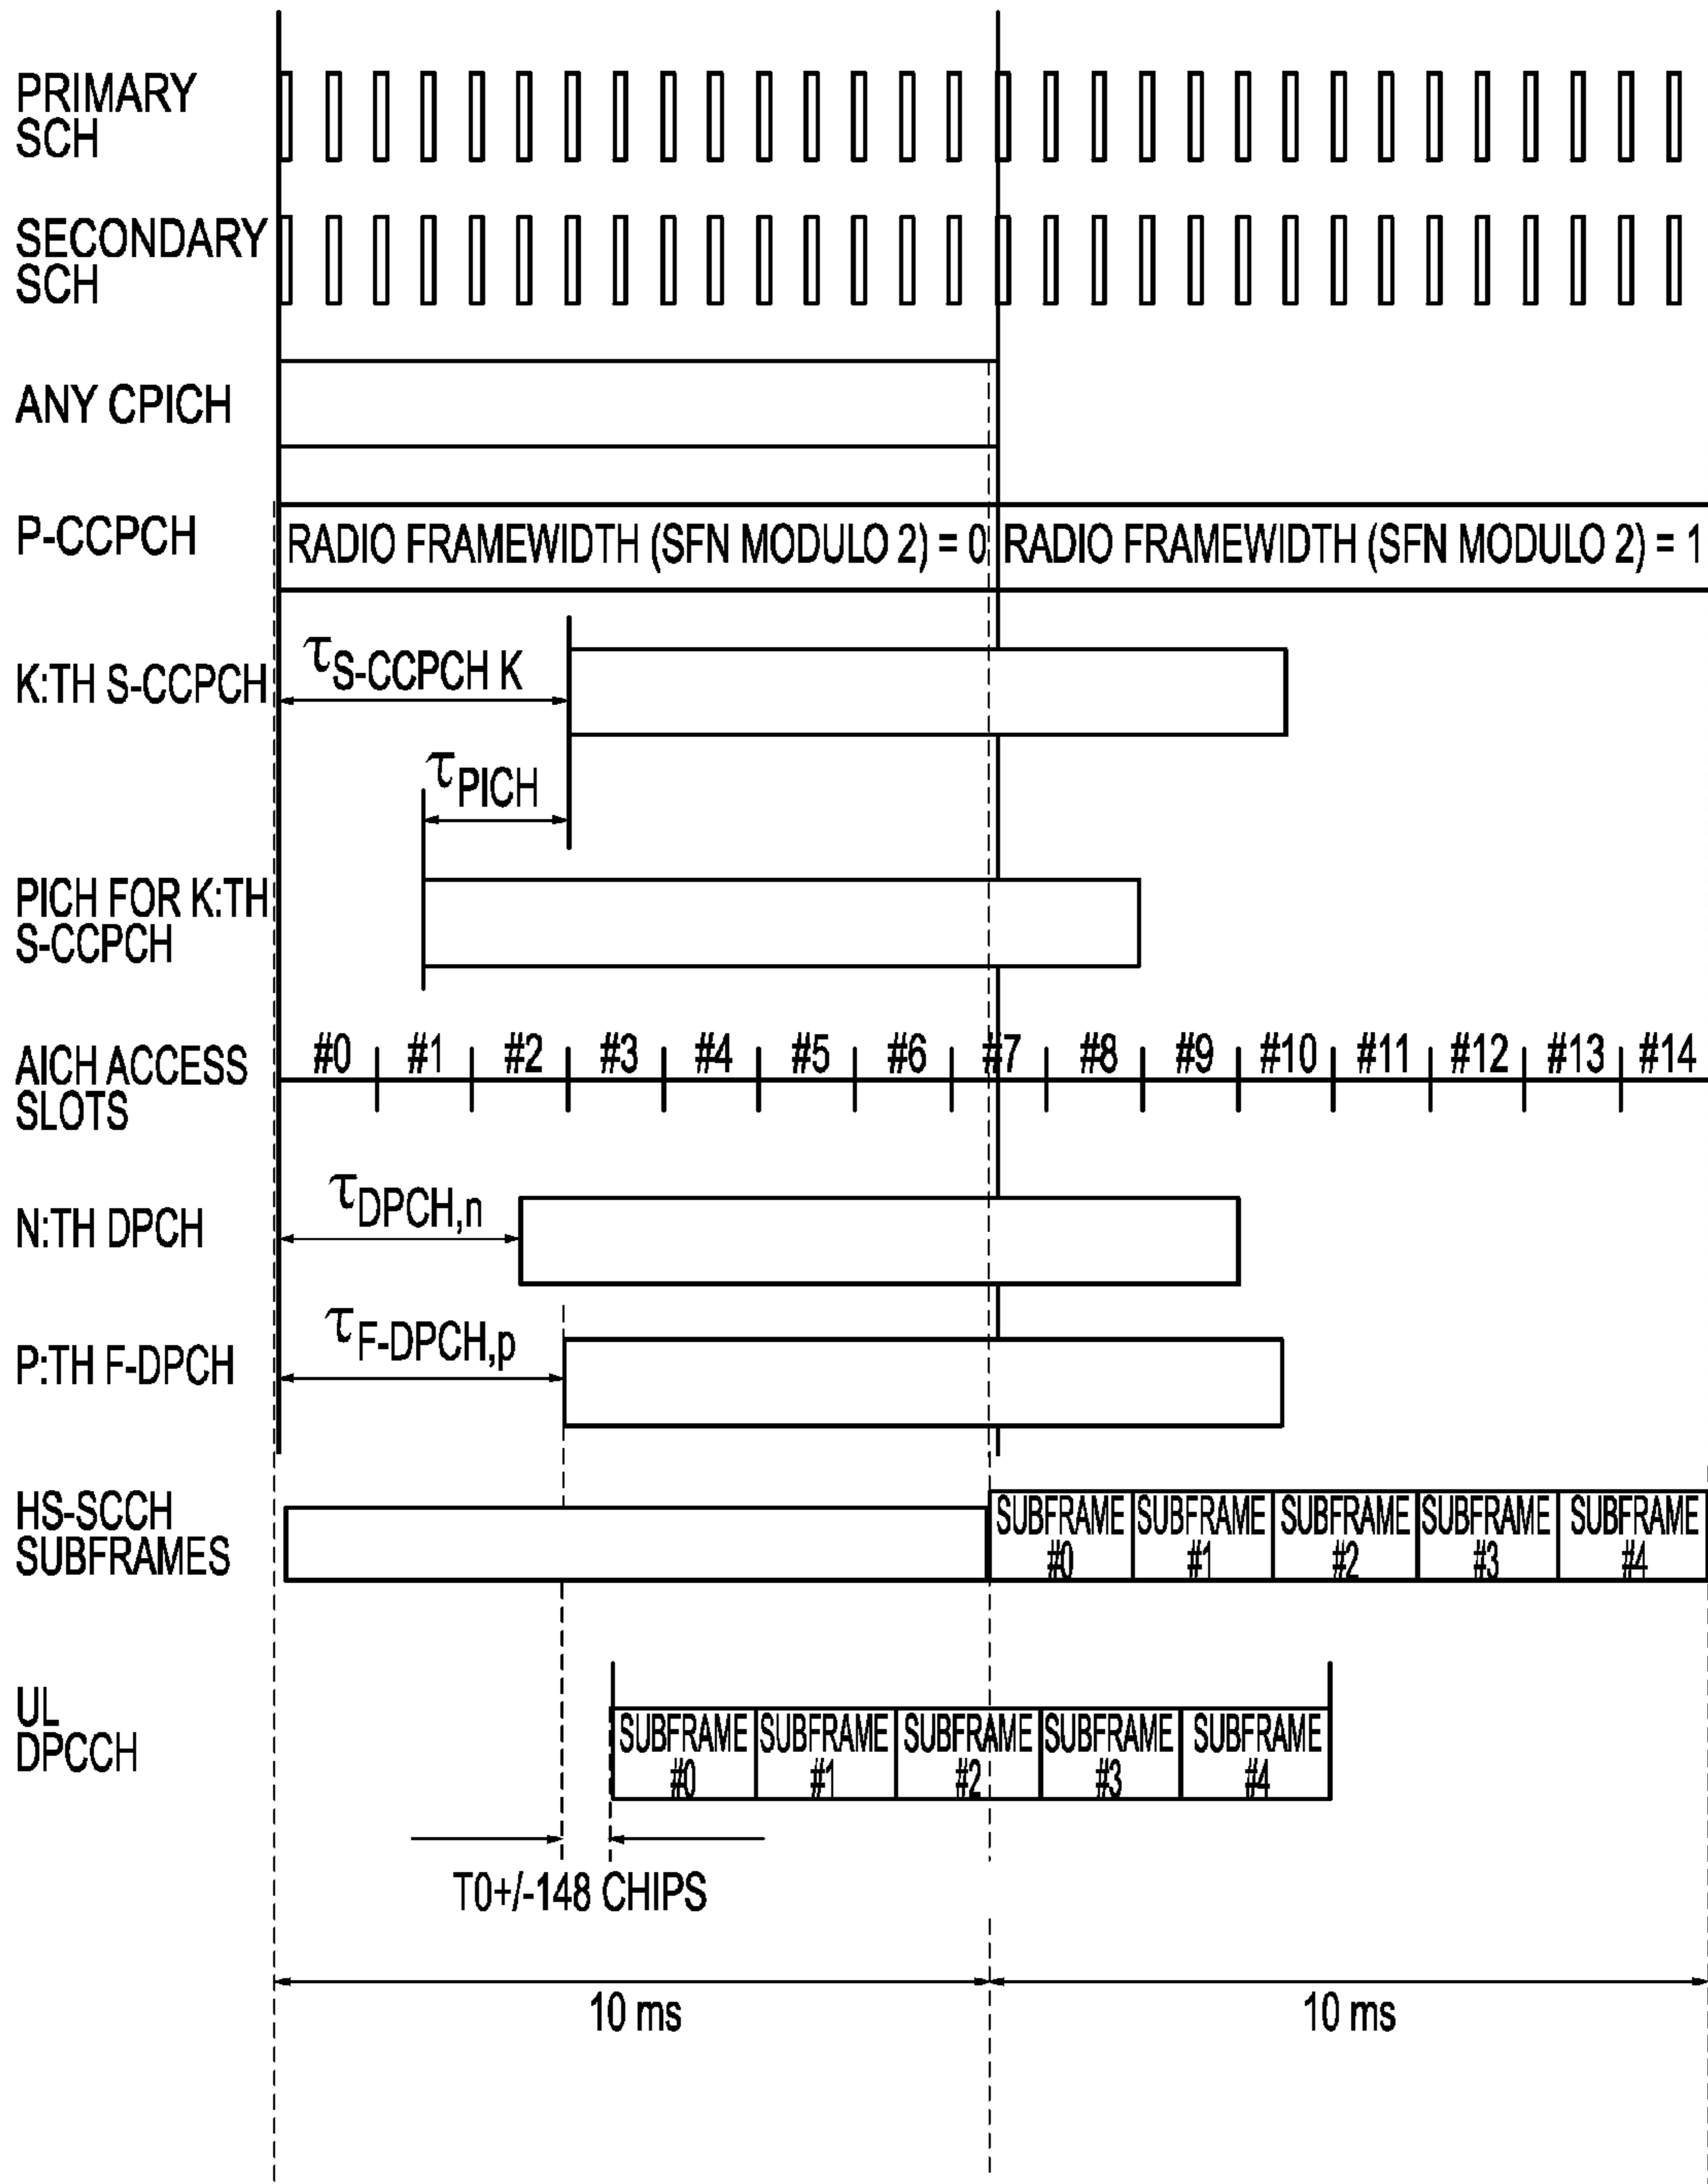 PRIMARY
SCH
SECONDARY
SCH
ANY CPICH
P-CCPCH
RADIO FRAMEWIDTH (SFN MODULO 2) = 0
RADIO FRAMEWIDTH (SFN MODULO 2) = 1
K:TH S-CCPCH
τS-CCPCH K
τPICH
PICH FOR K:TH
S-CCPCH
AICH ACCESS
SLOTS
#0 #1 #2 #3 #4 #5 #6 #7 #8 #9 #10 #11 #12 #13 #14
N:TH DPCH
τDPCH,n
P:TH F-DPCH
τF-DPCH,p
HS-SCCH
SUBFRAMES
SUBFRAME
#0
SUBFRAME
#1
SUBFRAME
#2
SUBFRAME
#3
SUBFRAME
#4
UL
DPCCH
SUBFRAME
#0
SUBFRAME
#1
SUBFRAME
#2
SUBFRAME
#3
SUBFRAME
#4
T0+/-148 CHIPS
10 ms
10 ms